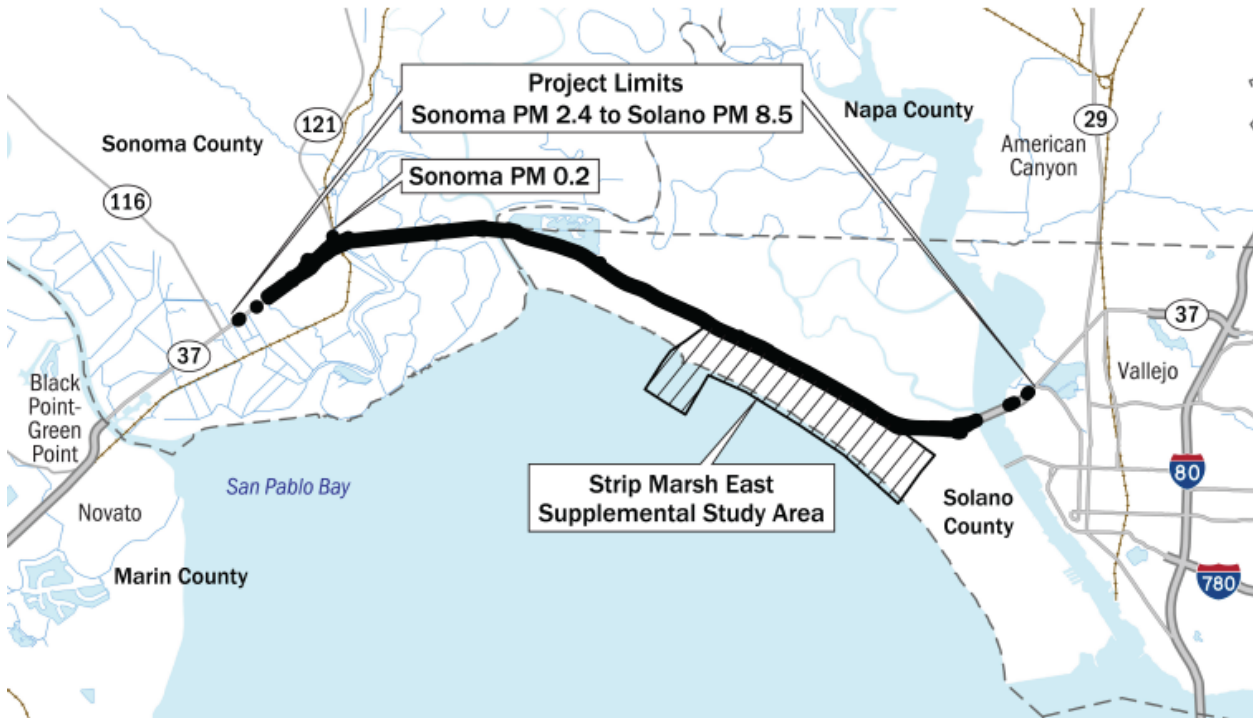 Project Limits
Sonoma PM 2.4 to Solano PM 8.5
Napa County
29
121
American
Canyon
Sonoma County
Sonoma PM 0.2
116
37
37
Vallejo
Black
Point-
Green
Point
San Pablo Bay
Strip Marsh East
Supplemental Study Area
80
Solano
County
Novato
Marin County
780